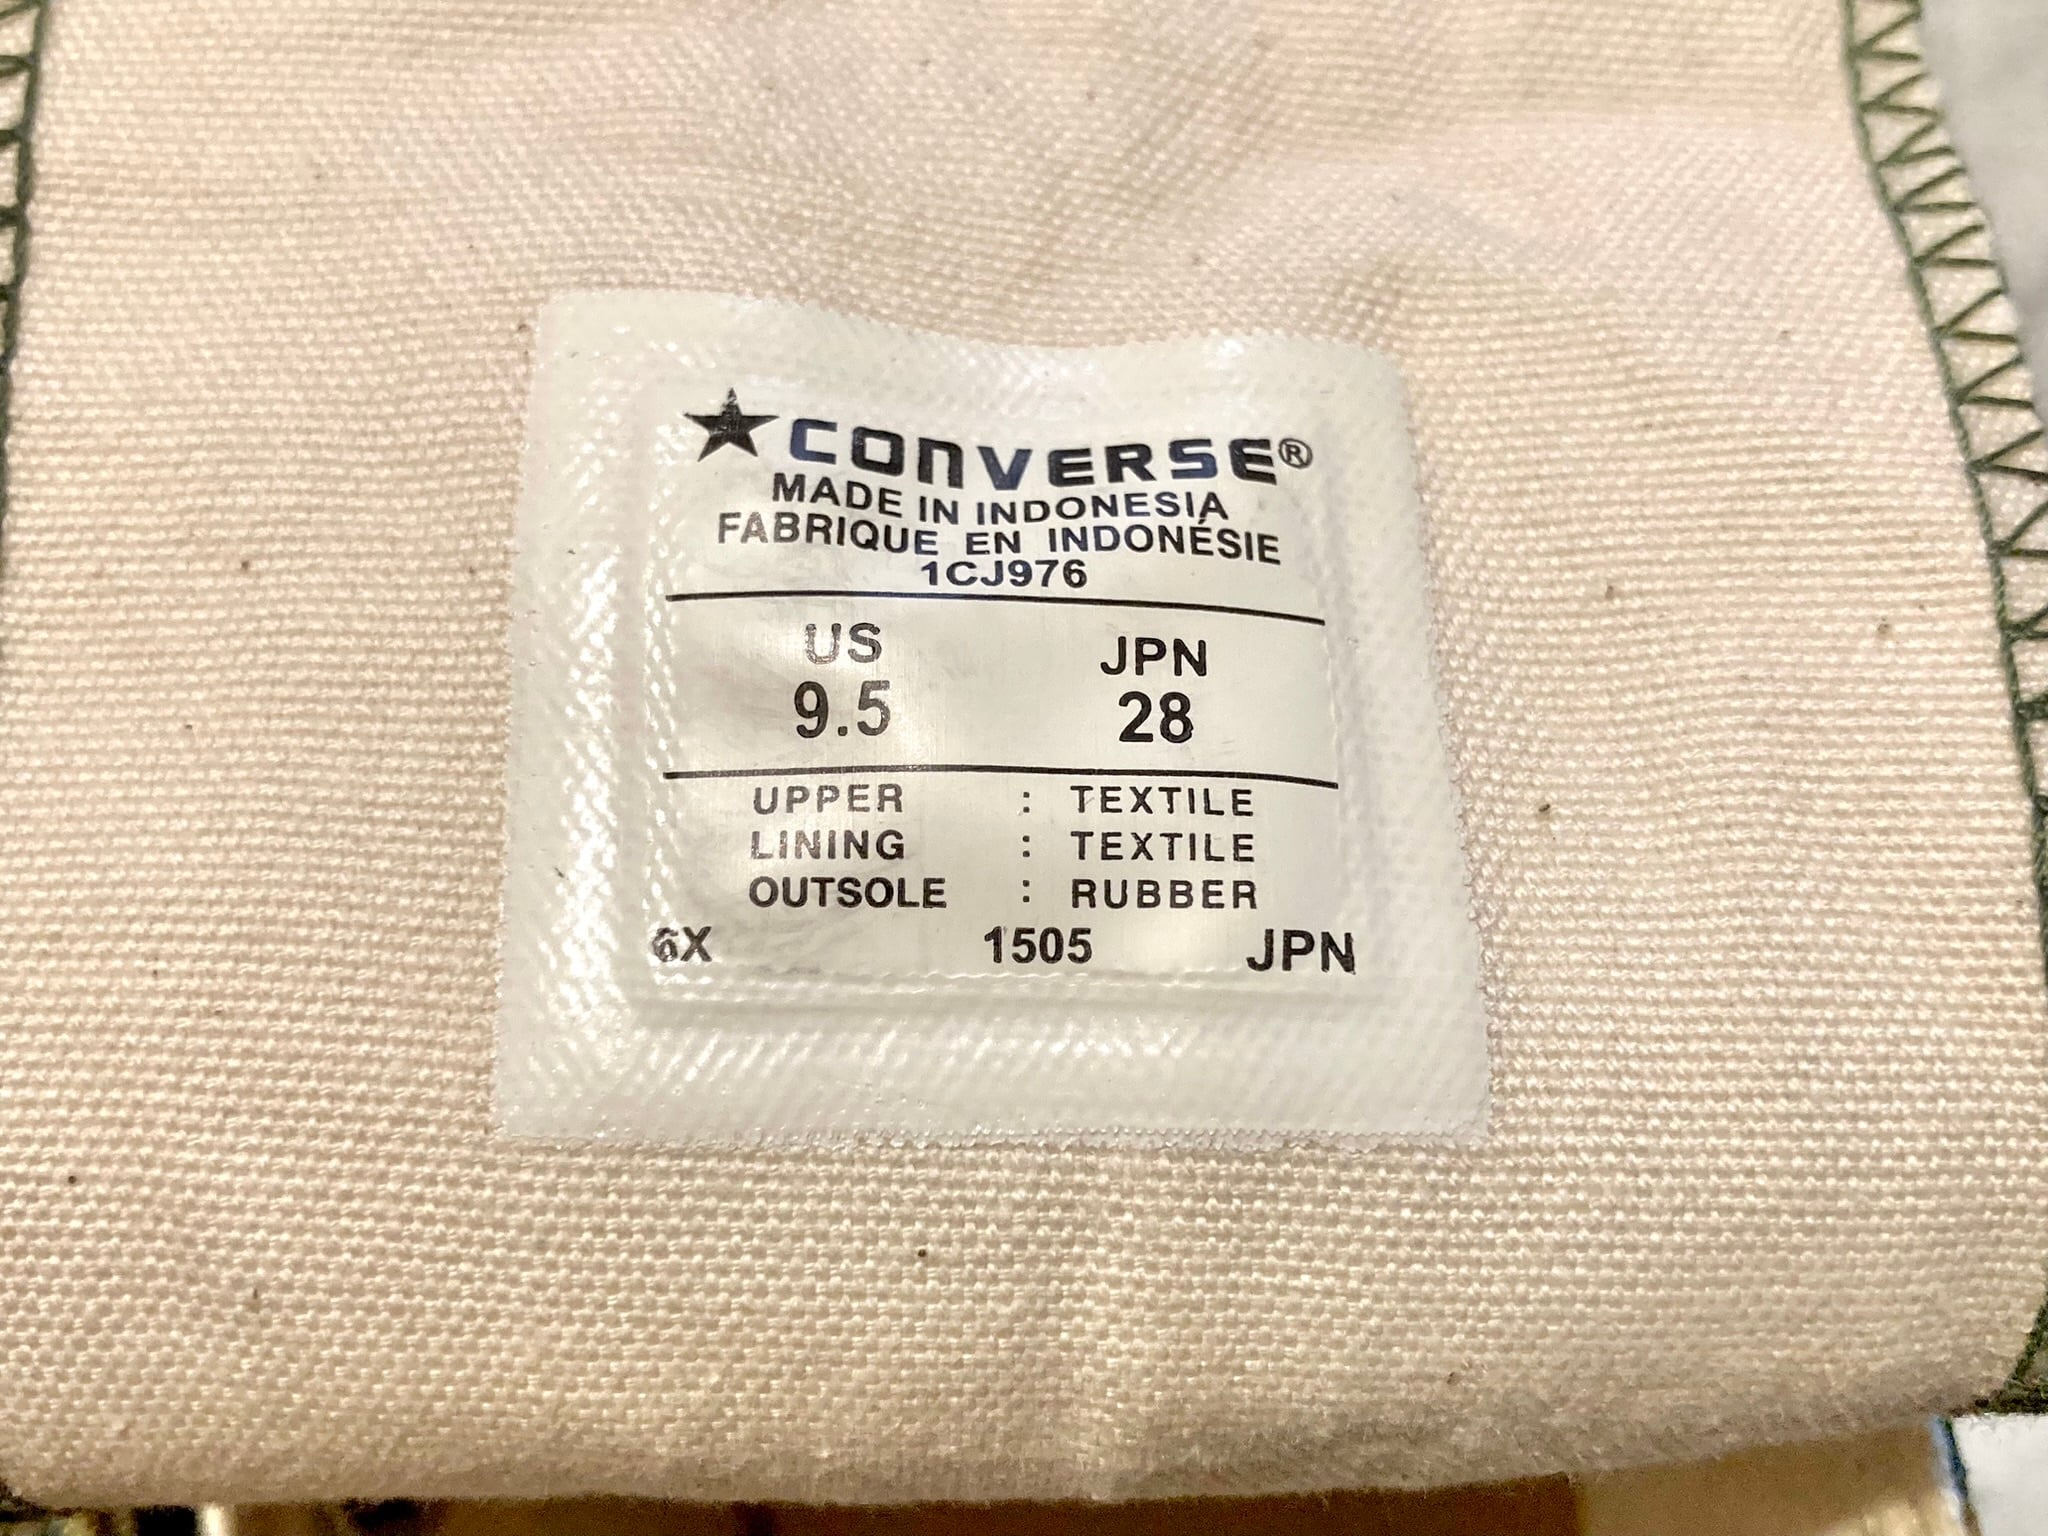 ★CONVERSE®
MADE IN INDONESIA
FABRIQUE EN INDONÉSIE
1CJ976
US JPN
9.5 28
UPPER : TEXTILE
LINING : TEXTILE
OUTSOLE : RUBBER
6X 1505 JPN